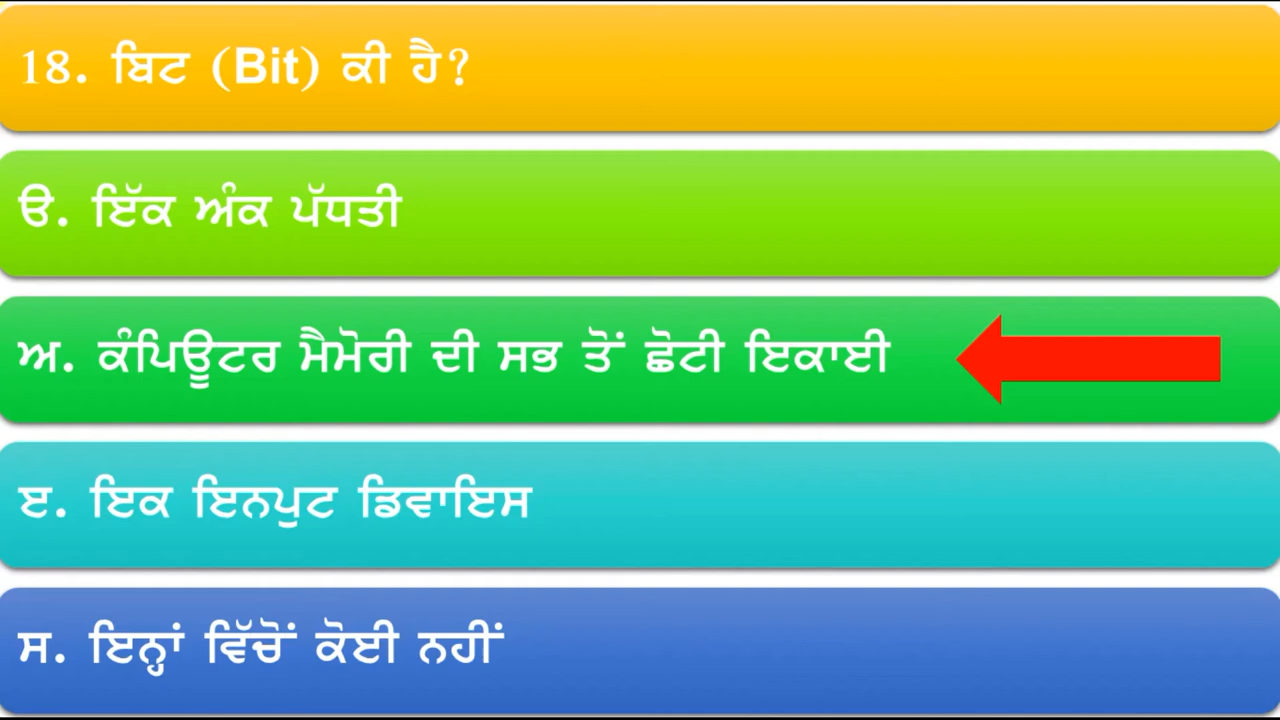 18. ਬਿਟ (Bit) ਕੀ ਹੈ?
ੳ. ਇੱਕ ਅੰਕ ਪੱਧਤੀ
ਅ. ਕੰਪਿਊਟਰ ਮੈਮੋਰੀ ਦੀ ਸਭ ਤੋਂ ਛੋਟੀ ਇਕਾਈ
ੲ. ਇਕ ਇਨਪੁਟ ਡਿਵਾਇਸ
ਸ. ਇਨ੍ਹਾਂ ਵਿੱਚੋਂ ਕੋਈ ਨਹੀਂ